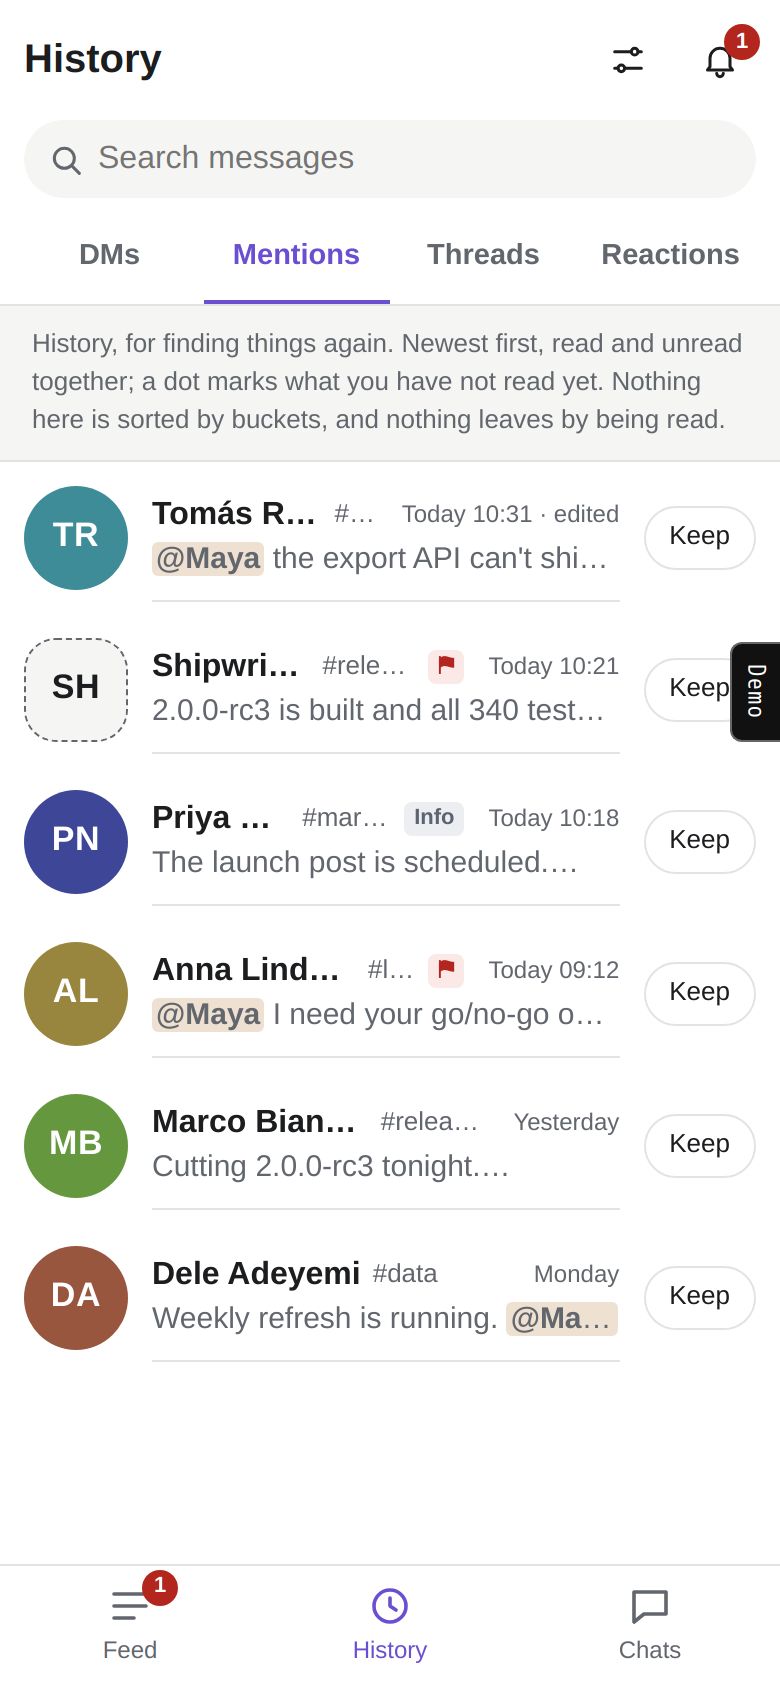 History
1
Search messages
DMs Mentions Threads Reactions
History, for finding things again. Newest first, read and unread
together; a dot marks what you have not read yet. Nothing
here is sorted by buckets, and nothing leaves by being read.
TR Tomás R… #… Today 10:31 · edited
@Maya the export API can't shi…
Keep
SH Shipwri… #rele… Today 10:21
2.0.0-rc3 is built and all 340 test…
Keep
Demo
PN Priya … #mar… Info Today 10:18
The launch post is scheduled.…
Keep
AL Anna Lind… #l… Today 09:12
@Maya I need your go/no-go o…
Keep
MB Marco Bian… #relea… Yesterday
Cutting 2.0.0-rc3 tonight.…
Keep
DA Dele Adeyemi #data Monday
Weekly refresh is running. @Ma…
Keep
1
Feed History Chats